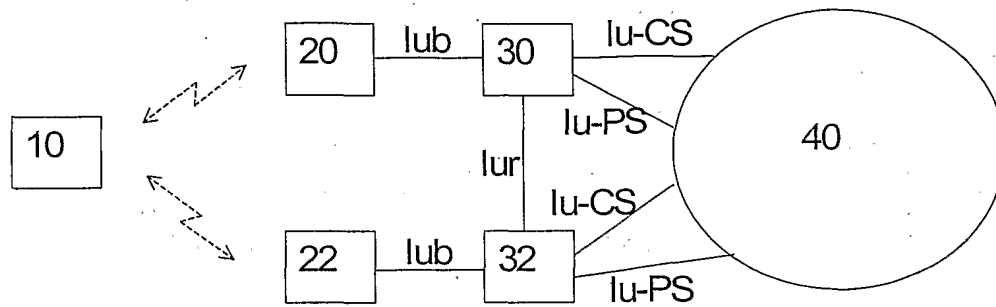 20 Iub 30 Iu-CS
Iu-PS
10 Iur 40
Iu-CS
22 Iub 32
Iu-PS